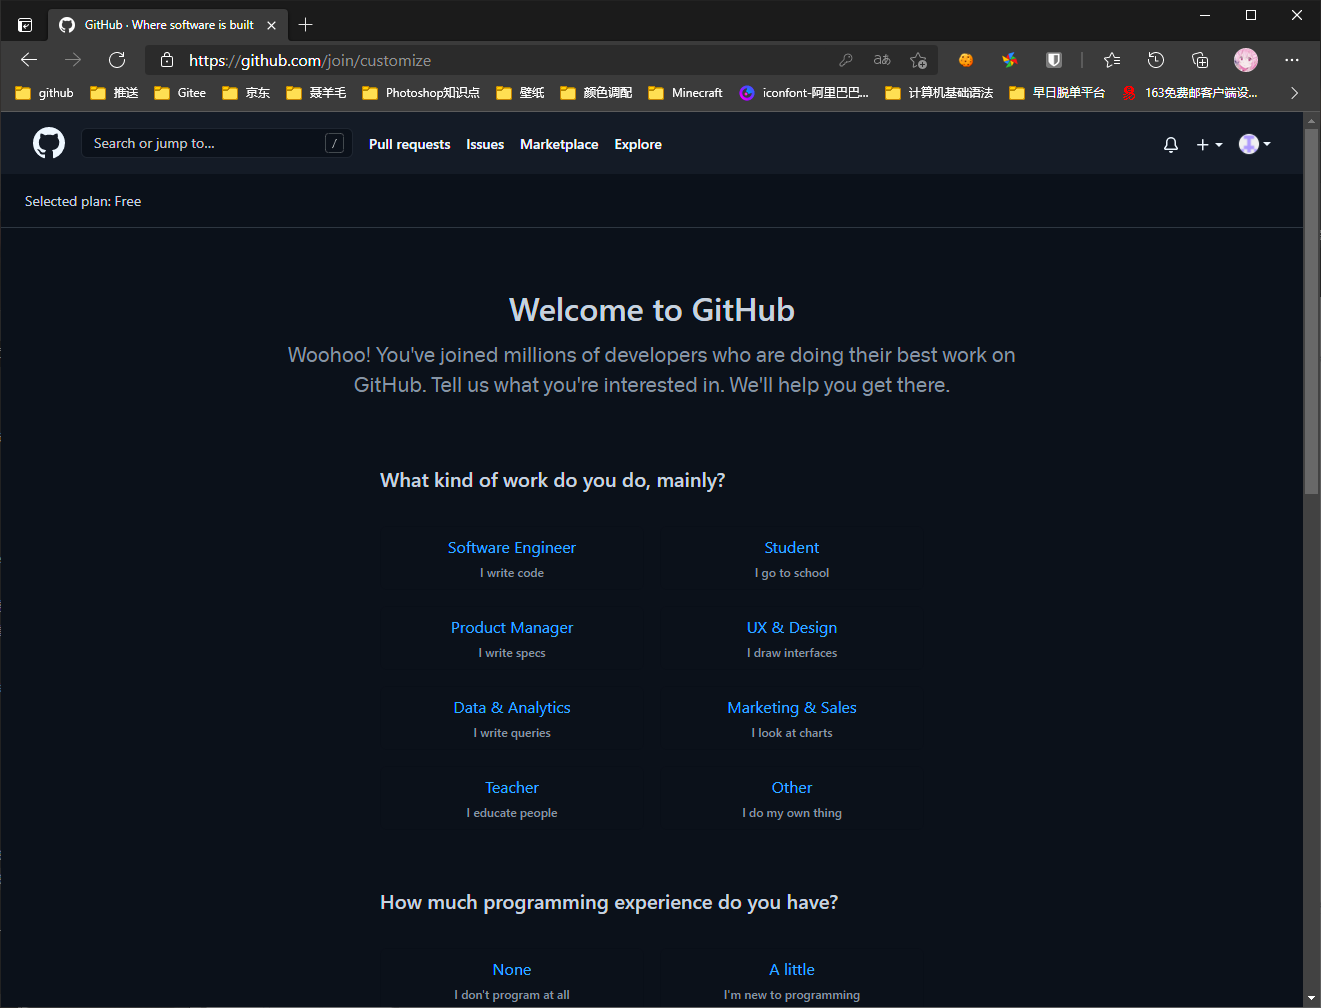 GitHub · Where software is built
https://github.com/join/customize
github 推送 Gitee 京东 聂羊毛 Photoshop知识点 壁纸 颜色调配 Minecraft iconfont-阿里巴巴... 计算机基础语法 早日脱单平台 163免费邮客户端设...
Search or jump to... / Pull requests Issues Marketplace Explore
Selected plan: Free
Welcome to GitHub
Woohoo! You've joined millions of developers who are doing their best work on
GitHub. Tell us what you're interested in. We'll help you get there.
What kind of work do you do, mainly?
Software Engineer Student
I write code I go to school
Product Manager UX & Design
I write specs I draw interfaces
Data & Analytics Marketing & Sales
I write queries I look at charts
Teacher Other
I educate people I do my own thing
How much programming experience do you have?
None A little
I don't program at all I'm new to programming